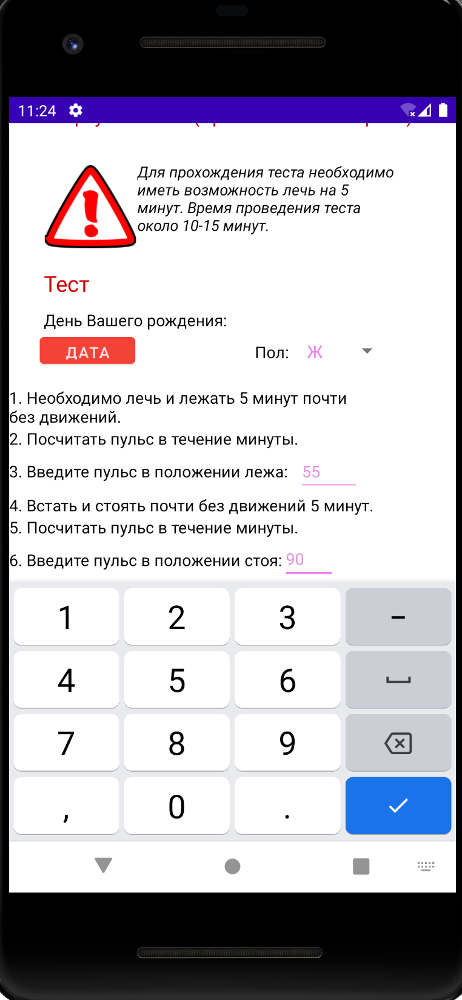 11:24
Для прохождения теста необходимо
иметь возможность лечь на 5
минут. Время проведения теста
около 10-15 минут.
Тест
День Вашего рождения:
ДАТА
Пол: Ж
1. Необходимо лечь и лежать 5 минут почти
без движений.
2. Посчитать пульс в течение минуты.
3. Введите пульс в положении лежа: 55
4. Встать и стоять почти без движений 5 минут.
5. Посчитать пульс в течение минуты.
6. Введите пульс в положении стоя: 90
1 2 3 –
4 5 6
7 8 9
, 0 .